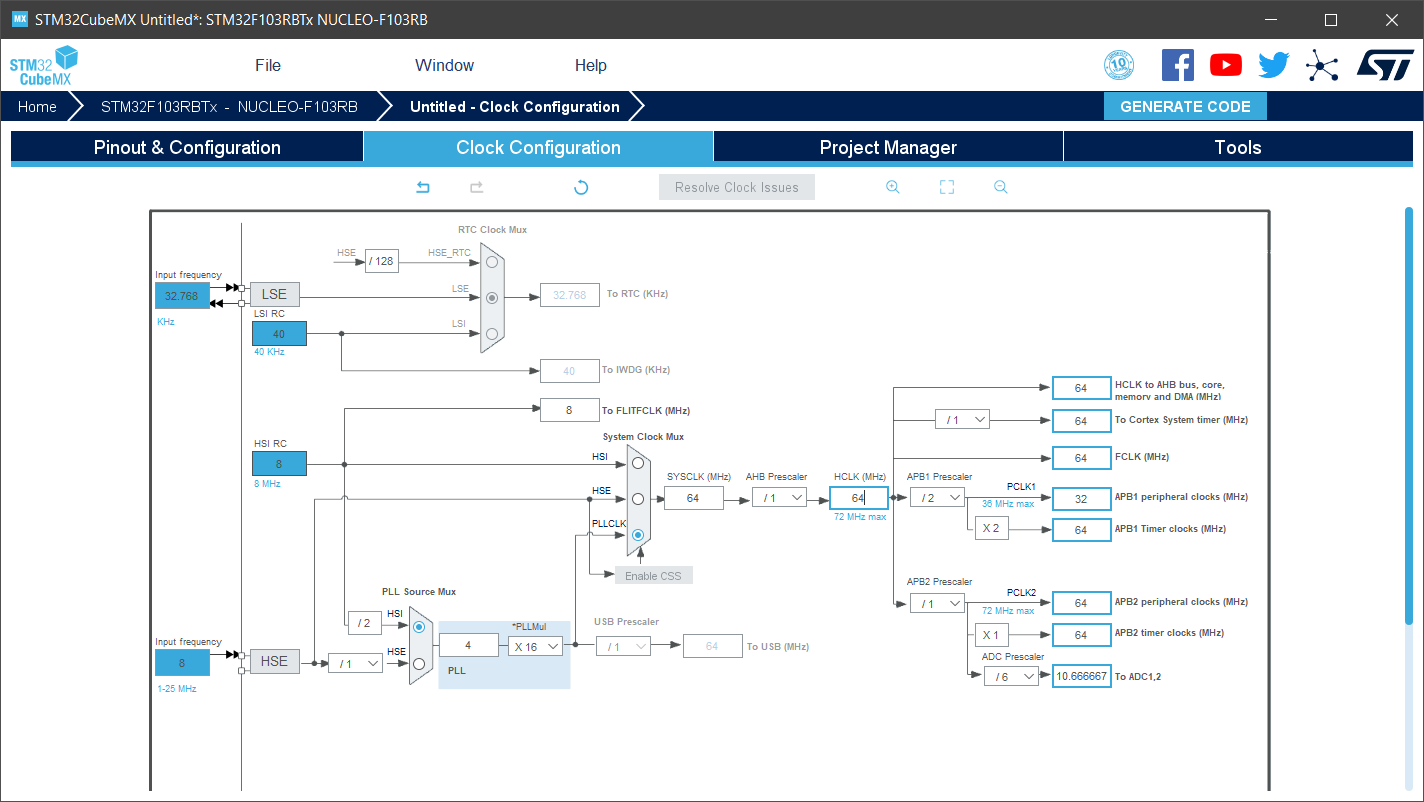 MX STM32CubeMX Untitled*: STM32F103RBTx NUCLEO-F103RB
STM32
CubeMX
File
Window
Help
10
Home
STM32F103RBTx - NUCLEO-F103RB
Untitled - Clock Configuration
GENERATE CODE
Pinout & Configuration
Clock Configuration
Project Manager
Tools
Resolve Clock Issues
RTC Clock Mux
HSE
/ 128
HSE_RTC
Input frequency
32.768
KHz
LSE
LSE
32.768
To RTC (KHz)
LSI RC
40
40 KHz
LSI
40
To IWDG (KHz)
8
To FLITFCLK (MHz)
System Clock Mux
HSI RC
8
8 MHz
HSI
HSE
PLLCLK
Enable CSS
SYSCLK (MHz)
64
AHB Prescaler
/ 1
HCLK (MHz)
64
72 MHz max
64
HCLK to AHB bus, core,
memory and DMA (MHz)
/ 1
64
To Cortex System timer (MHz)
64
FCLK (MHz)
APB1 Prescaler
/ 2
PCLK1
36 MHz max
32
APB1 peripheral clocks (MHz)
X 2
64
APB1 Timer clocks (MHz)
APB2 Prescaler
/ 1
PCLK2
72 MHz max
64
APB2 peripheral clocks (MHz)
X 1
64
APB2 timer clocks (MHz)
ADC Prescaler
/ 6
10.666667
To ADC1,2
PLL Source Mux
/ 2
HSI
Input frequency
8
1-25 MHz
HSE
/ 1
HSE
4
*PLLMul
X 16
PLL
USB Prescaler
/ 1
64
To USB (MHz)